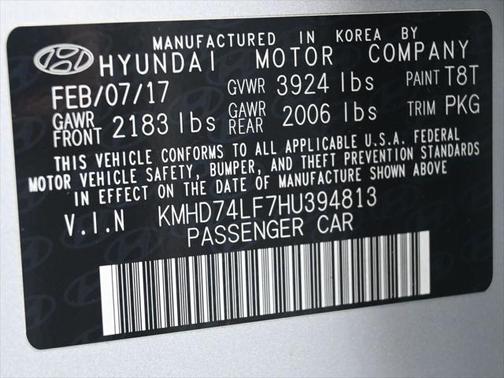 MANUFACTURED IN KOREA BY
HYUNDAI MOTOR COMPANY
FEB/07/17 GVWR 3924 lbs PAINT T8T
GAWR FRONT 2183 lbs GAWR REAR 2006 lbs TRIM PKG
THIS VEHICLE CONFORMS TO ALL APPLICABLE U.S.A. FEDERAL
MOTOR VEHICLE SAFETY, BUMPER, AND THEFT PREVENTION STANDARDS
IN EFFECT ON THE DATE OF MANUFACTURE SHOWN ABOVE
V.I.N KMHD74LF7HU394813
PASSENGER CAR